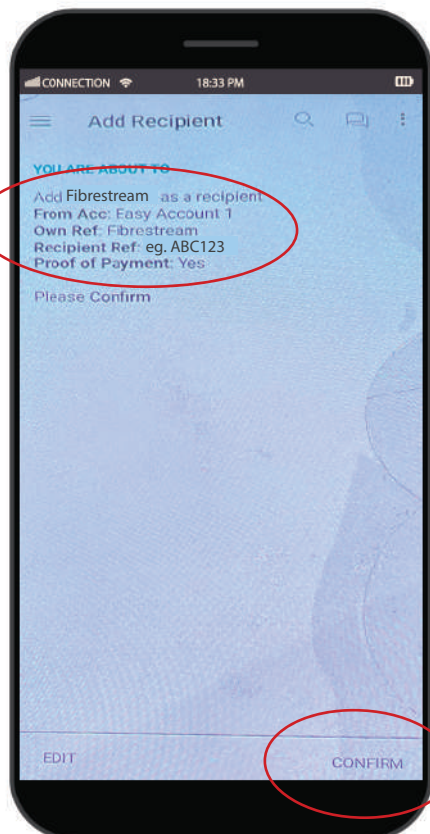 CONNECTION 18:33 PM
Add Recipient
YOU ARE ABOUT TO
Add Fibrestream as a recipient
From Acc: Easy Account 1
Own Ref: Fibrestream
Recipient Ref: eg. ABC123
Proof of Payment: Yes
Please Confirm
EDIT CONFIRM